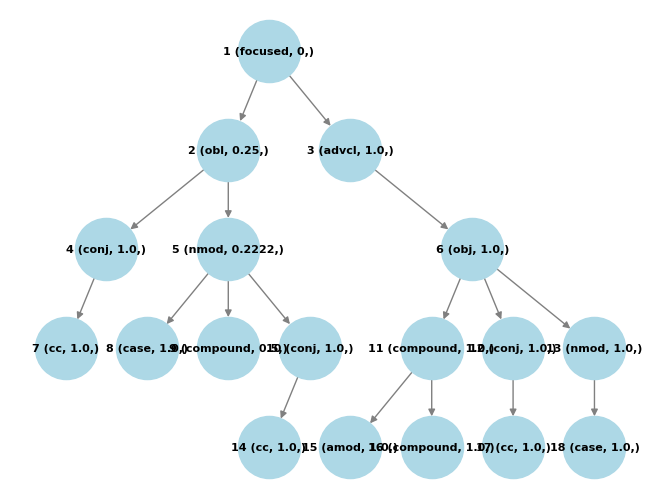 1 (focused, 0,)
2 (obl, 0.25,) 3 (advcl, 1.0,)
4 (conj, 1.0,) 5 (nmod, 0.2222,) 6 (obj, 1.0,)
7 (cc, 1.0,) 8 (case, 1.0,) 9 (compound, 10 (conj, 1.0,) 11 (compound, 1.0,) 12 (conj, 1.0,) 13 (nmod, 1.0,)
14 (cc, 1.0,) 15 (amod, 1.0,) 16 (compound, 1.0,) 17 (cc, 1.0,) 18 (case, 1.0,)